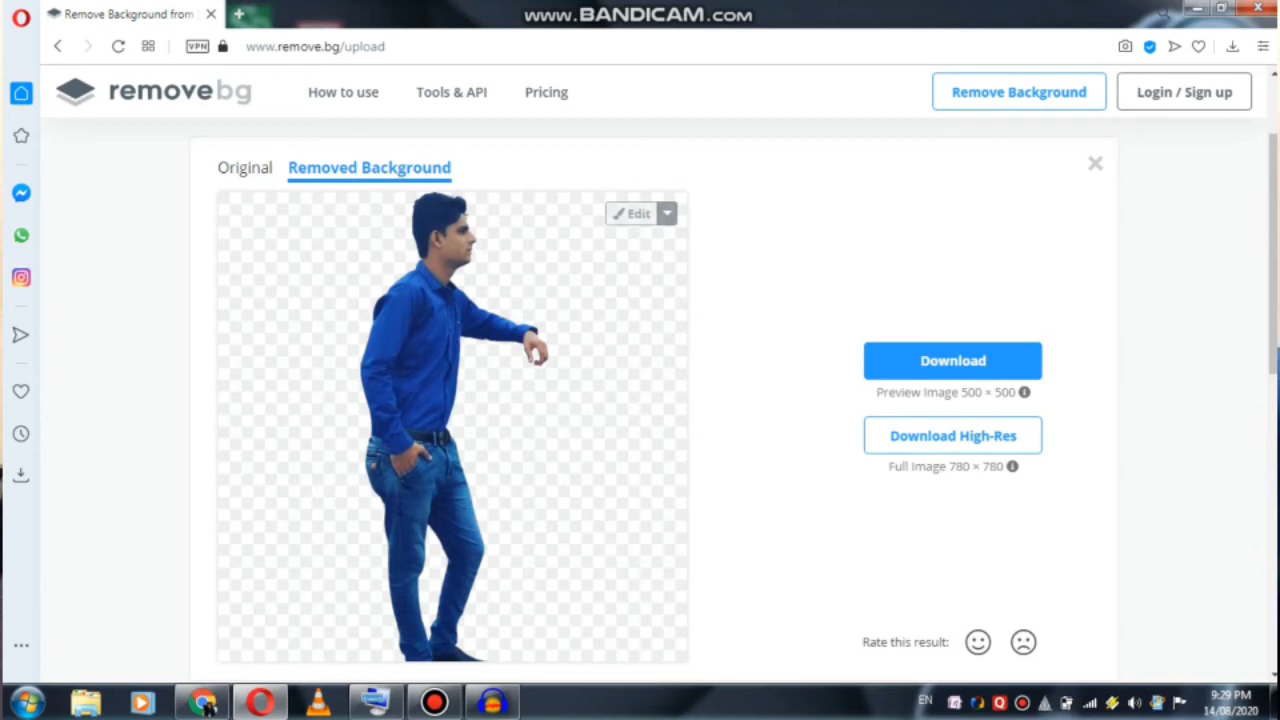 Remove Background from
www.BANDICAM.com
VPN
www.remove.bg/upload
removebg
How to use
Tools & API
Pricing
Remove Background
Login / Sign up
Original
Removed Background
Edit
Download
Preview Image 500 × 500
Download High-Res
Full Image 780 × 780
Rate this result:
EN
9:29 PM
14/08/2020